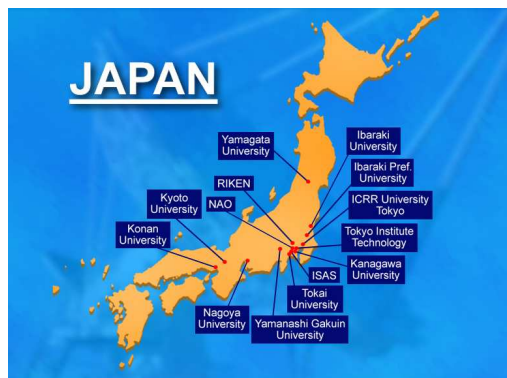 JAPAN
Yamagata
University
Ibaraki
University
Ibaraki Pref.
University
RIKEN
NAO
Kyoto
University
ICRR University
Tokyo
Konan
University
Tokyo Institute
Technology
Kanagawa
University
ISAS
Tokai
University
Nagoya
University
Yamanashi Gakuin
University